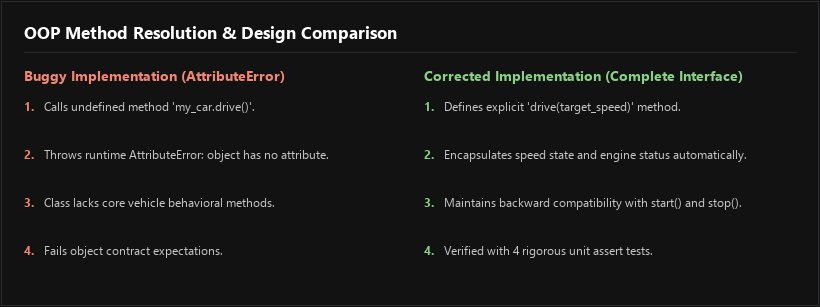 OOP Method Resolution & Design Comparison
Buggy Implementation (AttributeError)
1. Calls undefined method 'my_car.drive()'.
2. Throws runtime AttributeError: object has no attribute.
3. Class lacks core vehicle behavioral methods.
4. Fails object contract expectations.
Corrected Implementation (Complete Interface)
1. Defines explicit 'drive(target_speed)' method.
2. Encapsulates speed state and engine status automatically.
3. Maintains backward compatibility with start() and stop().
4. Verified with 4 rigorous unit assert tests.